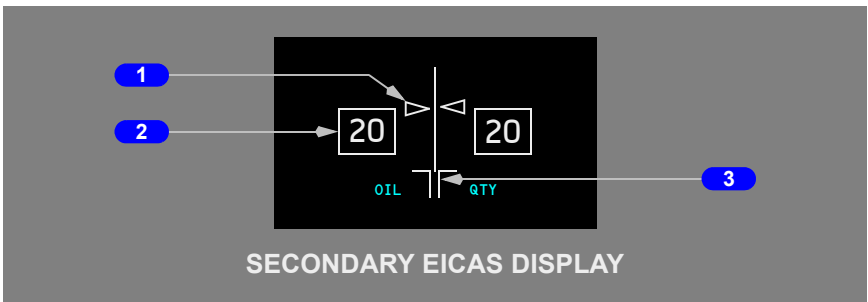 1
2
20
20
3
OIL QTY
SECONDARY EICAS DISPLAY